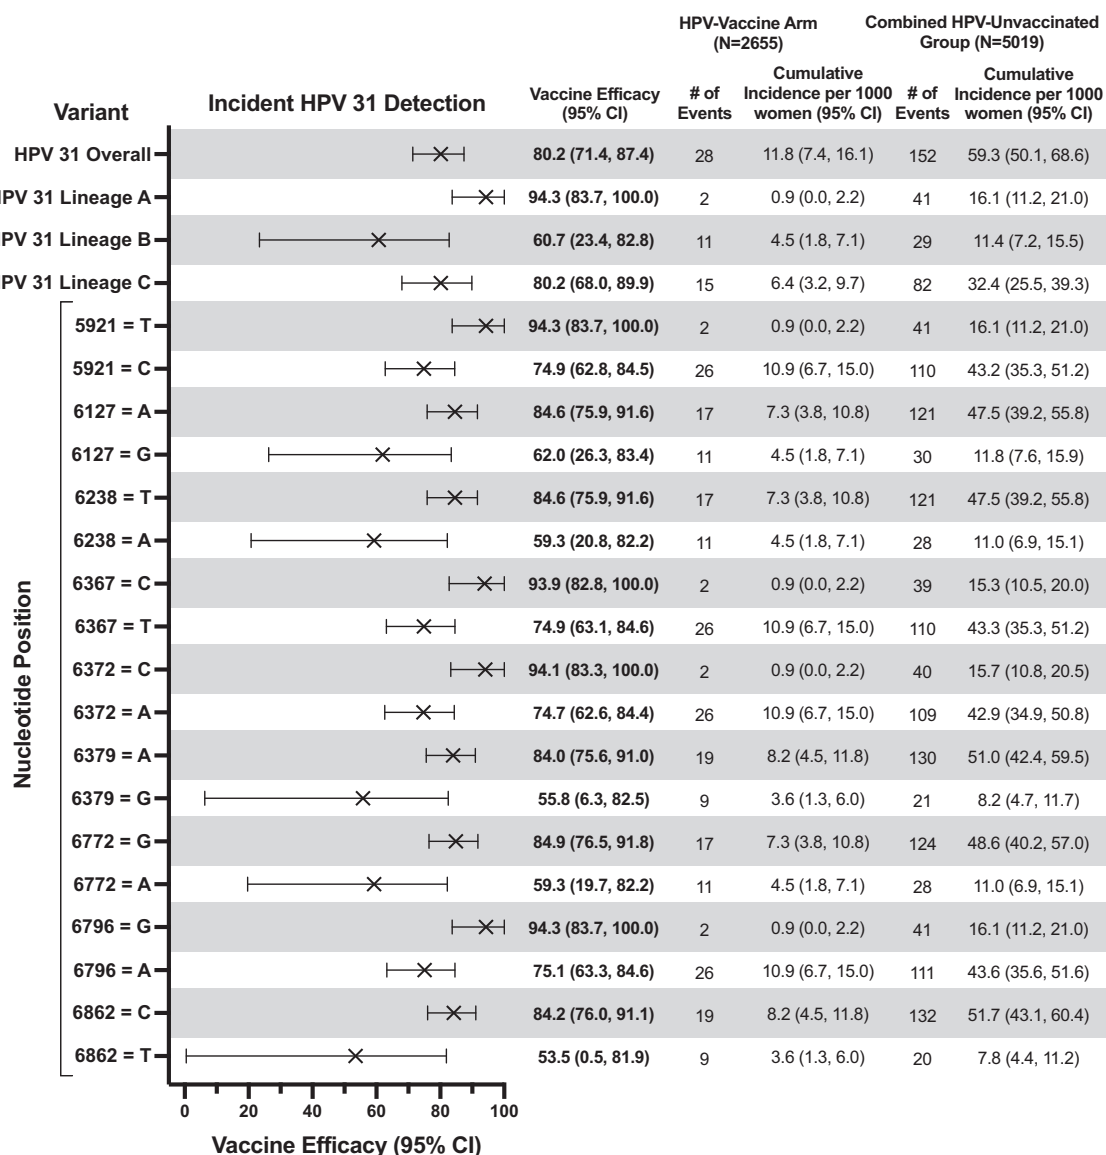 HPV-Vaccine Arm (N=2655) Combined HPV-Unvaccinated Group (N=5019)
Variant Incident HPV 31 Detection Vaccine Efficacy (95% CI) # of Events Cumulative Incidence per 1000 women (95% CI) # of Events Cumulative Incidence per 1000 women (95% CI)
HPV 31 Overall 80.2 (71.4, 87.4) 28 11.8 (7.4, 16.1) 152 59.3 (50.1, 68.6)
PV 31 Lineage A 94.3 (83.7, 100.0) 2 0.9 (0.0, 2.2) 41 16.1 (11.2, 21.0)
PV 31 Lineage B 60.7 (23.4, 82.8) 11 4.5 (1.8, 7.1) 29 11.4 (7.2, 15.5)
PV 31 Lineage C 80.2 (68.0, 89.9) 15 6.4 (3.2, 9.7) 82 32.4 (25.5, 39.3)
Nucleotide Position
5921 = T 94.3 (83.7, 100.0) 2 0.9 (0.0, 2.2) 41 16.1 (11.2, 21.0)
5921 = C 74.9 (62.8, 84.5) 26 10.9 (6.7, 15.0) 110 43.2 (35.3, 51.2)
6127 = A 84.6 (75.9, 91.6) 17 7.3 (3.8, 10.8) 121 47.5 (39.2, 55.8)
6127 = G 62.0 (26.3, 83.4) 11 4.5 (1.8, 7.1) 30 11.8 (7.6, 15.9)
6238 = T 84.6 (75.9, 91.6) 17 7.3 (3.8, 10.8) 121 47.5 (39.2, 55.8)
6238 = A 59.3 (20.8, 82.2) 11 4.5 (1.8, 7.1) 28 11.0 (6.9, 15.1)
6367 = C 93.9 (82.8, 100.0) 2 0.9 (0.0, 2.2) 39 15.3 (10.5, 20.0)
6367 = T 74.9 (63.1, 84.6) 26 10.9 (6.7, 15.0) 110 43.3 (35.3, 51.2)
6372 = C 94.1 (83.3, 100.0) 2 0.9 (0.0, 2.2) 40 15.7 (10.8, 20.5)
6372 = A 74.7 (62.6, 84.4) 26 10.9 (6.7, 15.0) 109 42.9 (34.9, 50.8)
6379 = A 84.0 (75.6, 91.0) 19 8.2 (4.5, 11.8) 130 51.0 (42.4, 59.5)
6379 = G 55.8 (6.3, 82.5) 9 3.6 (1.3, 6.0) 21 8.2 (4.7, 11.7)
6772 = G 84.9 (76.5, 91.8) 17 7.3 (3.8, 10.8) 124 48.6 (40.2, 57.0)
6772 = A 59.3 (19.7, 82.2) 11 4.5 (1.8, 7.1) 28 11.0 (6.9, 15.1)
6796 = G 94.3 (83.7, 100.0) 2 0.9 (0.0, 2.2) 41 16.1 (11.2, 21.0)
6796 = A 75.1 (63.3, 84.6) 26 10.9 (6.7, 15.0) 111 43.6 (35.6, 51.6)
6862 = C 84.2 (76.0, 91.1) 19 8.2 (4.5, 11.8) 132 51.7 (43.1, 60.4)
6862 = T 53.5 (0.5, 81.9) 9 3.6 (1.3, 6.0) 20 7.8 (4.4, 11.2)
0 20 40 60 80 100
Vaccine Efficacy (95% CI)